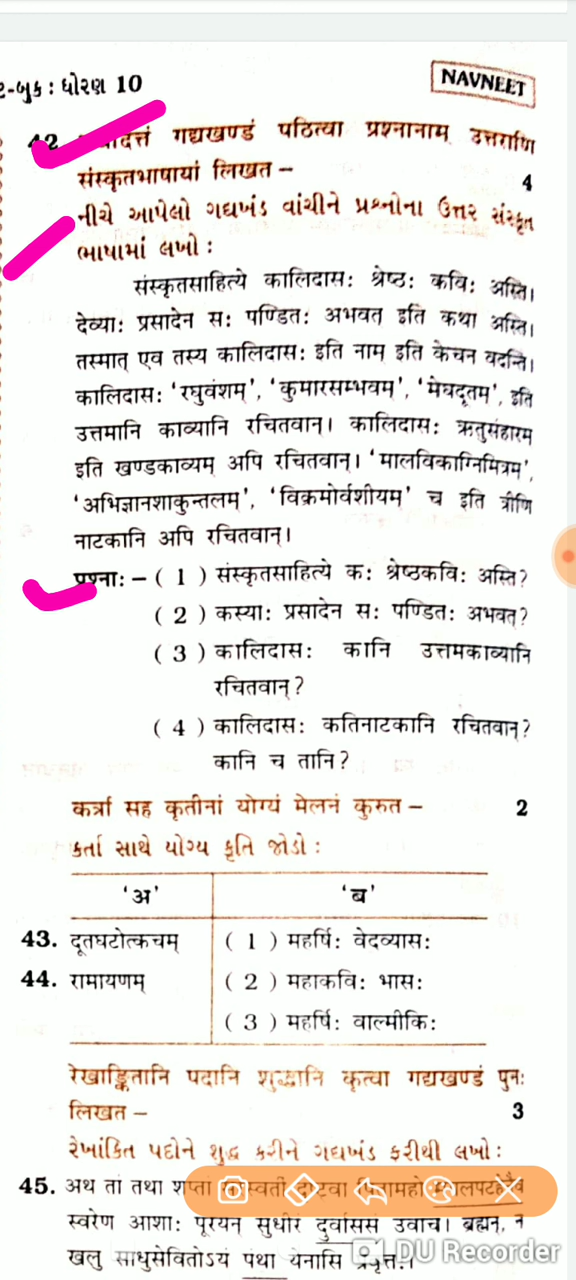 ર-બુક : ધોરણ 10
NAVNEET
42. गद्यखण्डं पठित्वा प्रश्नानाम् उत्तराणि
संस्कृतभाषायां लिखत –
4
નીચે આપેલો ગદ્યખંડ વાંચીને પ્રશ્નોના ઉત્તર સંસ્કૃત
ભાષામાં લખો :
संस्कृतसाहित्ये कालिदासः श्रेष्ठः कविः अस्ति।
देव्याः प्रसादेन सः पण्डितः अभवत् इति कथा अस्ति।
तस्मात् एव तस्य कालिदासः इति नाम इति केचन वदन्ति।
कालिदासः ‘रघुवंशम्’, ‘कुमारसम्भवम्’, ‘मेघदूतम्’, इति
उत्तमानि काव्यानि रचितवान्। कालिदासः ऋतुसंहारम्
इति खण्डकाव्यम् अपि रचितवान्। ‘मालविकाग्निमित्रम्’,
‘अभिज्ञानशाकुन्तलम्’, ‘विक्रमोर्वशीयम्’ च इति त्रीणि
नाटकानि अपि रचितवान्।
प्रश्नाः – ( 1 ) संस्कृतसाहित्ये कः श्रेष्ठकविः अस्ति?
( 2 ) कस्याः प्रसादेन सः पण्डितः अभवत्?
( 3 ) कालिदासः कानि उत्तमकाव्यानि
रचितवान्?
( 4 ) कालिदासः कतिनाटकानि रचितवान्?
कानि च तानि?
कर्त्रा सह कृतीनां योग्यं मेलनं कुरुत –
2
કર્તા સાથે યોગ્ય કૃતિ જોડો :
‘अ’ ‘ब’
43. दूतघटोत्कचम् ( 1 ) महर्षिः वेदव्यासः
44. रामायणम् ( 2 ) महाकविः भासः
( 3 ) महर्षिः वाल्मीकिः
रेखाङ्कितानि पदानि शुद्धानि कृत्वा गद्यखण्डं पुनः
लिखत –
3
રેખાંકિત પદોને શુદ્ધ કરીને ગદ્યખંડ ફરીથી લખો :
45. अथ तां तथा
स्वरेण आशाः पूरयन् सुधीरं दुर्वाससं उवाच। ब्रह्मन्, न
खलु साधुसेवितोऽयं पंथा येनासि
DU Recorder